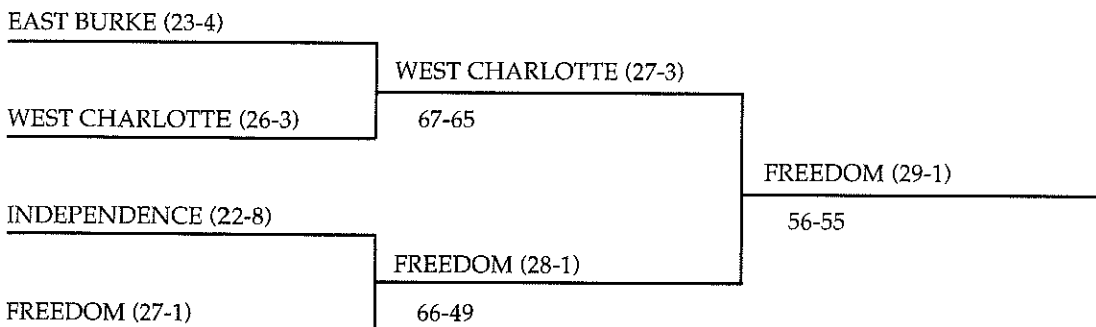 EAST BURKE (23-4)
WEST CHARLOTTE (27-3)
WEST CHARLOTTE (26-3)
67-65
FREEDOM (29-1)
INDEPENDENCE (22-8)
56-55
FREEDOM (28-1)
FREEDOM (27-1)
66-49